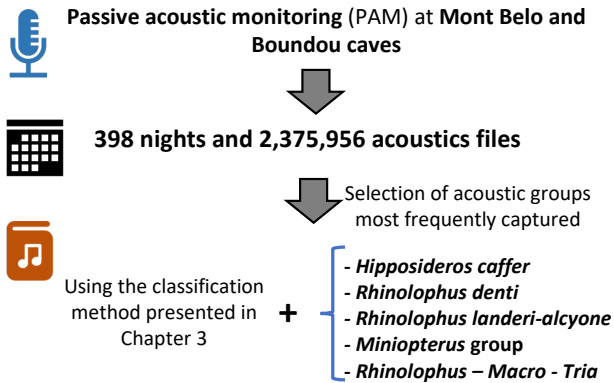 Passive acoustic monitoring (PAM) at Mont Belo and
Boundou caves
398 nights and 2,375,956 acoustics files
Selection of acoustic groups
most frequently captured
Using the classification
method presented in
Chapter 3
+
- Hipposideros caffer
- Rhinolophus denti
- Rhinolophus landeri-alcyone
- Miniopterus group
- Rhinolophus – Macro - Tria